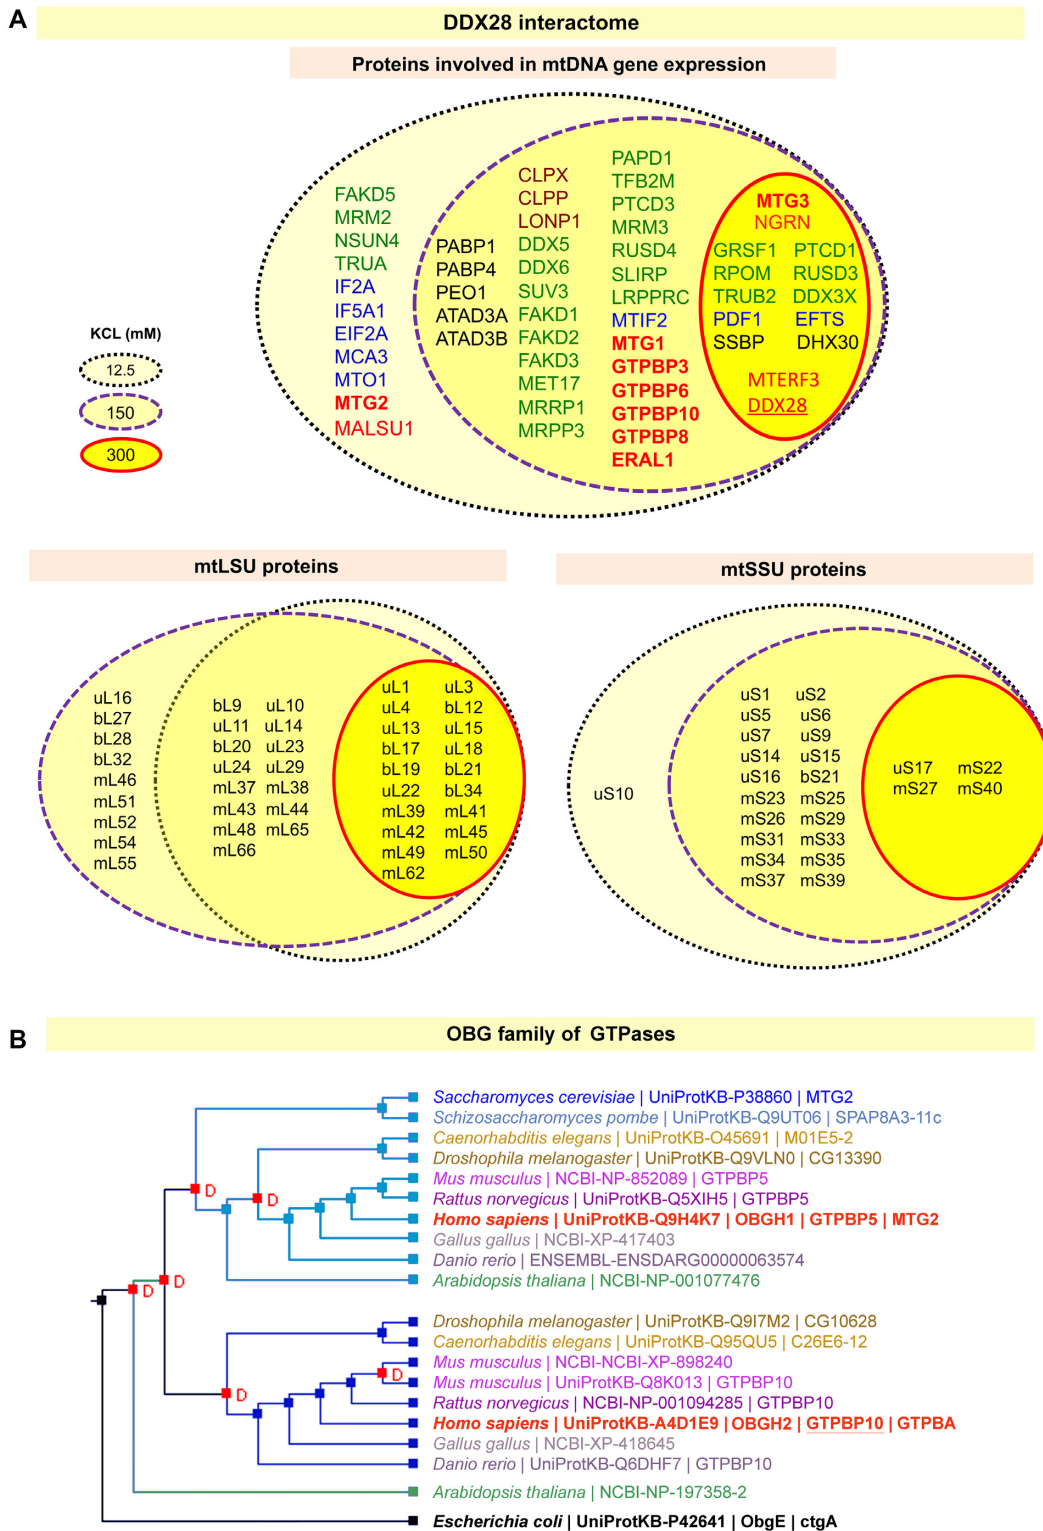 A
DDX28 interactome
Proteins involved in mtDNA gene expression
FAKD5
MRM2
NSUN4
TRUA
IF2A
IF5A1
EIF2A
MCA3
MTO1
MTG2
MALSU1
PABP1
PABP4
PEO1
ATAD3A
ATAD3B
CLPX
CLPP
LONP1
DDX5
DDX6
SUV3
FAKD1
FAKD2
FAKD3
MET17
MRRP1
MRPP3
PAPD1
TFB2M
PTCD3
MRM3
RUSD4
SLIRP
LRPPRC
MTIF2
MTG1
GTPBP3
GTPBP6
GTPBP10
GTPBP8
ERAL1
MTG3
NGRN
GRSF1 PTCD1
RPOM RUSD3
TRUB2 DDX3X
PDF1 EFTS
SSBP DHX30
MTERF3
DDX28
KCL (mM)
12.5
150
300
mtLSU proteins
uL16
bL27
bL28
bL32
mL46
mL51
mL52
mL54
mL55
bL9 uL10
uL11 uL14
bL20 uL23
uL24 uL29
mL37 mL38
mL43 mL44
mL48 mL65
mL66
uL1 uL3
uL4 bL12
uL13 uL15
bL17 uL18
bL19 bL21
uL22 bL34
mL39 mL41
mL42 mL45
mL49 mL50
mL62
mtSSU proteins
uS10
uS1 uS2
uS5 uS6
uS7 uS9
uS14 uS15
uS16 bS21
mS23 mS25
mS26 mS29
mS31 mS33
mS34 mS35
mS37 mS39
uS17 mS22
mS27 mS40
B
OBG family of GTPases
Saccharomyces cerevisiae | UniProtKB-P38860 | MTG2
Schizosaccharomyces pombe | UniProtKB-Q9UT06 | SPAP8A3-11c
Caenorhabditis elegans | UniProtKB-O45691 | M01E5-2
Droshophila melanogaster | UniProtKB-Q9VLN0 | CG13390
Mus musculus | NCBI-NP-852089 | GTPBP5
D
D
Rattus norvegicus | UniProtKB-Q5XIH5 | GTPBP5
Homo sapiens | UniProtKB-Q9H4K7 | OBGH1 | GTPBP5 | MTG2
Gallus gallus | NCBI-XP-417403
Danio rerio | ENSEMBL-ENSDARG00000063574
D
D
Arabidopsis thaliana | NCBI-NP-001077476
Droshophila melanogaster | UniProtKB-Q9I7M2 | CG10628
Caenorhabditis elegans | UniProtKB-Q95QU5 | C26E6-12
Mus musculus | NCBI-NCBI-XP-898240
D
Mus musculus | UniProtKB-Q8K013 | GTPBP10
D
Rattus norvegicus | NCBI-NP-001094285 | GTPBP10
Homo sapiens | UniProtKB-A4D1E9 | OBGH2 | GTPBP10 | GTPBA
Gallus gallus | NCBI-XP-418645
Danio rerio | UniProtKB-Q6DHF7 | GTPBP10
Arabidopsis thaliana | NCBI-NP-197358-2
Escherichia coli | UniProtKB-P42641 | ObgE | ctgA